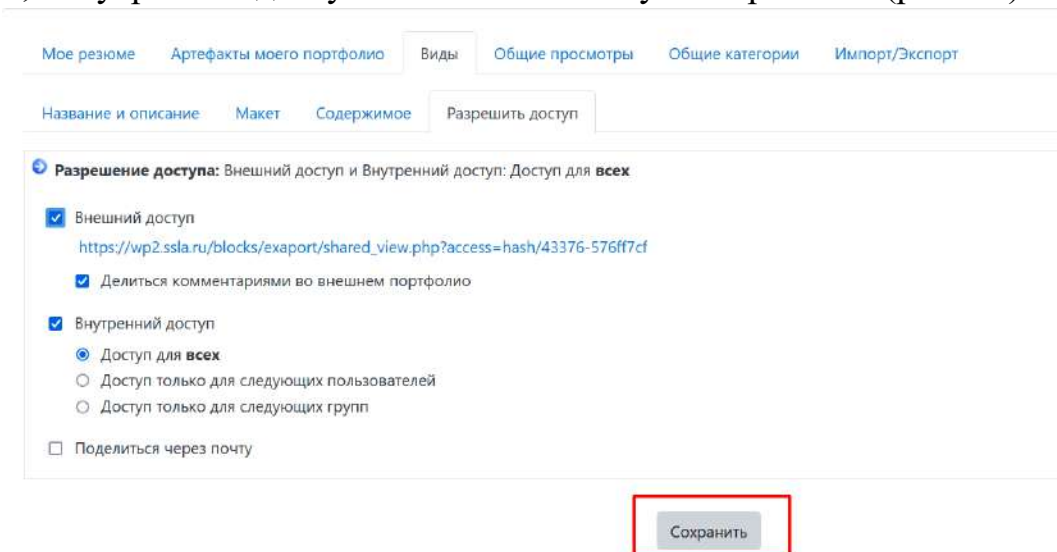 Мое резюме Артефакты моего портфолио Виды Общие просмотры Общие категории Импорт/Экспорт
Название и описание Макет Содержимое Разрешить доступ
Разрешение доступа: Внешний доступ и Внутренний доступ: Доступ для всех
Внешний доступ
https://wp2.ssla.ru/blocks/exaport/shared_view.php?access=hash/43376-576ff7cf
Делиться комментариями во внешнем портфолио
Внутренний доступ
Доступ для всех
Доступ только для следующих пользователей
Доступ только для следующих групп
Поделиться через почту
Сохранить